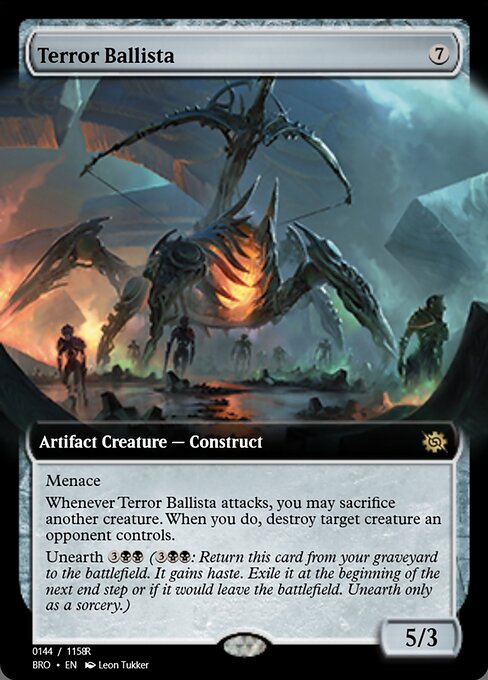 Terror Ballista 7
Artifact Creature — Construct
Menace
Whenever Terror Ballista attacks, you may sacrifice
another creature. When you do, destroy target creature an
opponent controls.
Unearth 3 (3: Return this card from your graveyard
to the battlefield. It gains haste. Exile it at the beginning of the
next end step or if it would leave the battlefield. Unearth only
as a sorcery.)
5/3
0144 / 1158R
BRO • EN Leon Tukker